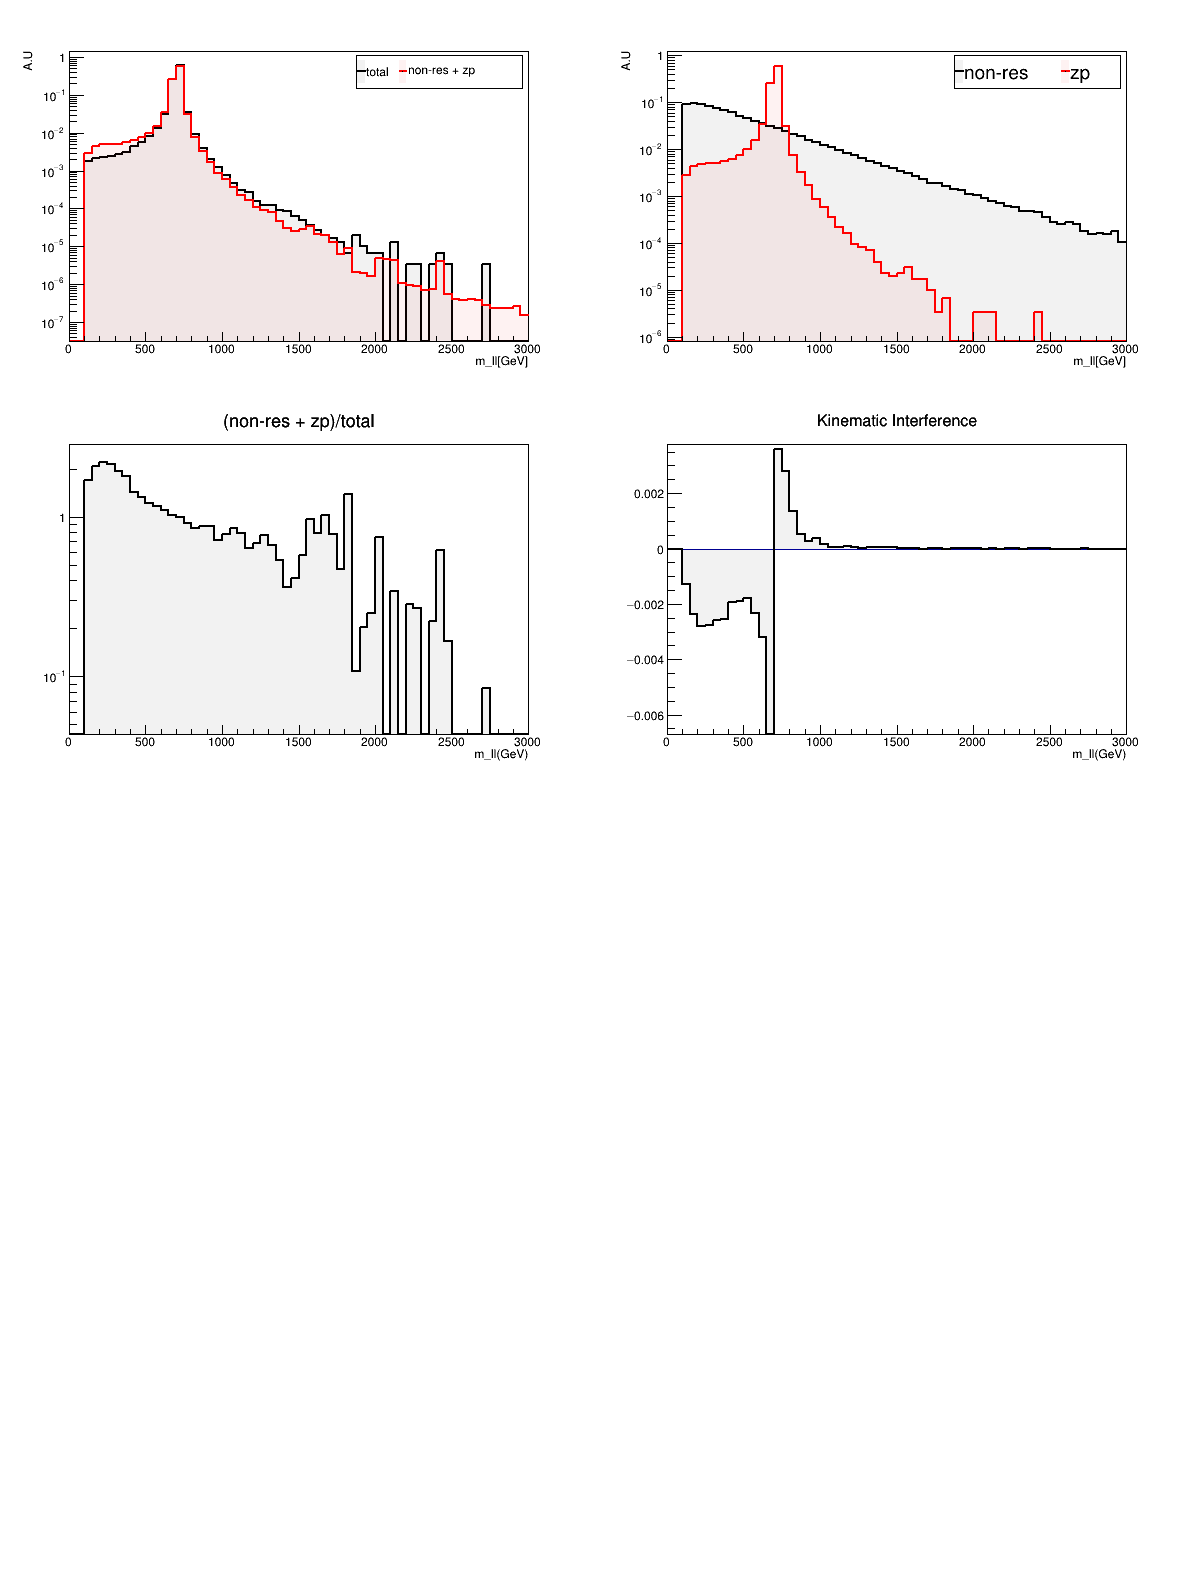 A.U
1
10⁻¹
10⁻²
10⁻³
10⁻⁴
10⁻⁵
10⁻⁶
10⁻⁷
total non-res + zp
0 500 1000 1500 2000 2500 3000
m_ll[GeV]
A.U
1
10⁻¹
10⁻²
10⁻³
10⁻⁴
10⁻⁵
10⁻⁶
non-res zp
0 500 1000 1500 2000 2500 3000
m_ll[GeV]
(non-res + zp)/total
1
10⁻¹
0 500 1000 1500 2000 2500 3000
m_ll(GeV)
Kinematic Interference
0.002
0
−0.002
−0.004
−0.006
0 500 1000 1500 2000 2500 3000
m_ll(GeV)